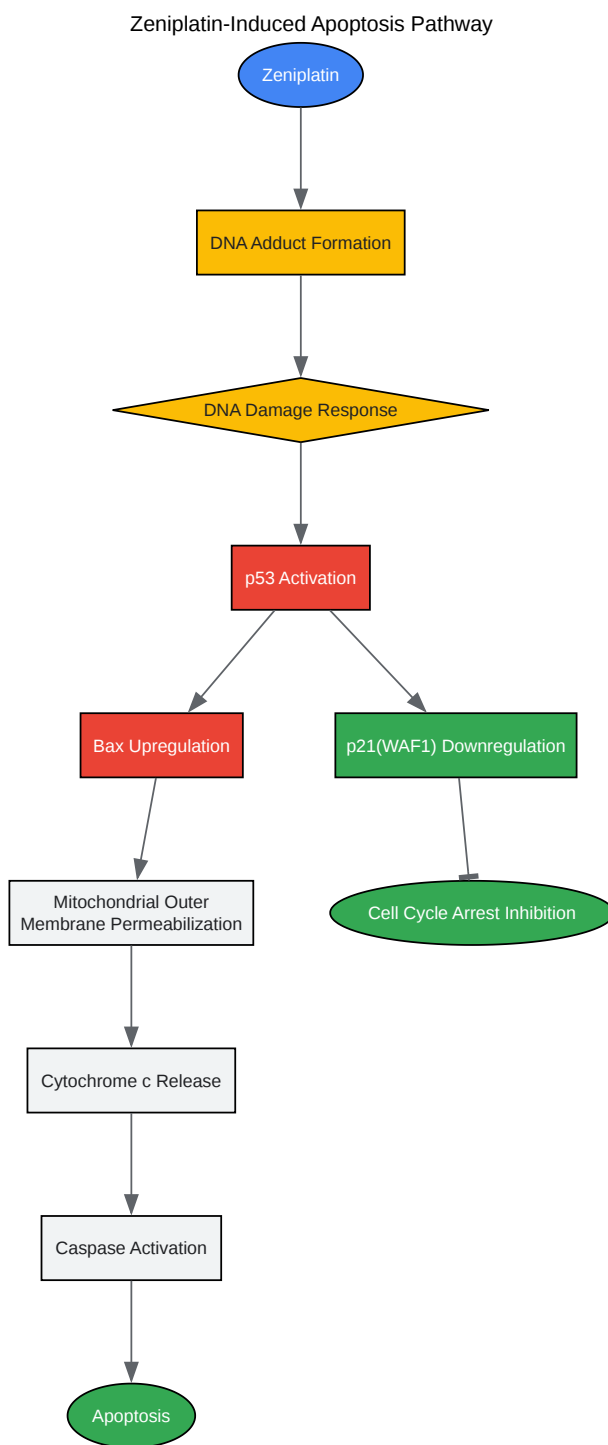 Zeniplatin-Induced Apoptosis Pathway
Zeniplatin
DNA Adduct Formation
DNA Damage Response
p53 Activation
Bax Upregulation
p21(WAF1) Downregulation
Mitochondrial Outer
Membrane Permeabilization
Cell Cycle Arrest Inhibition
Cytochrome c Release
Caspase Activation
Apoptosis